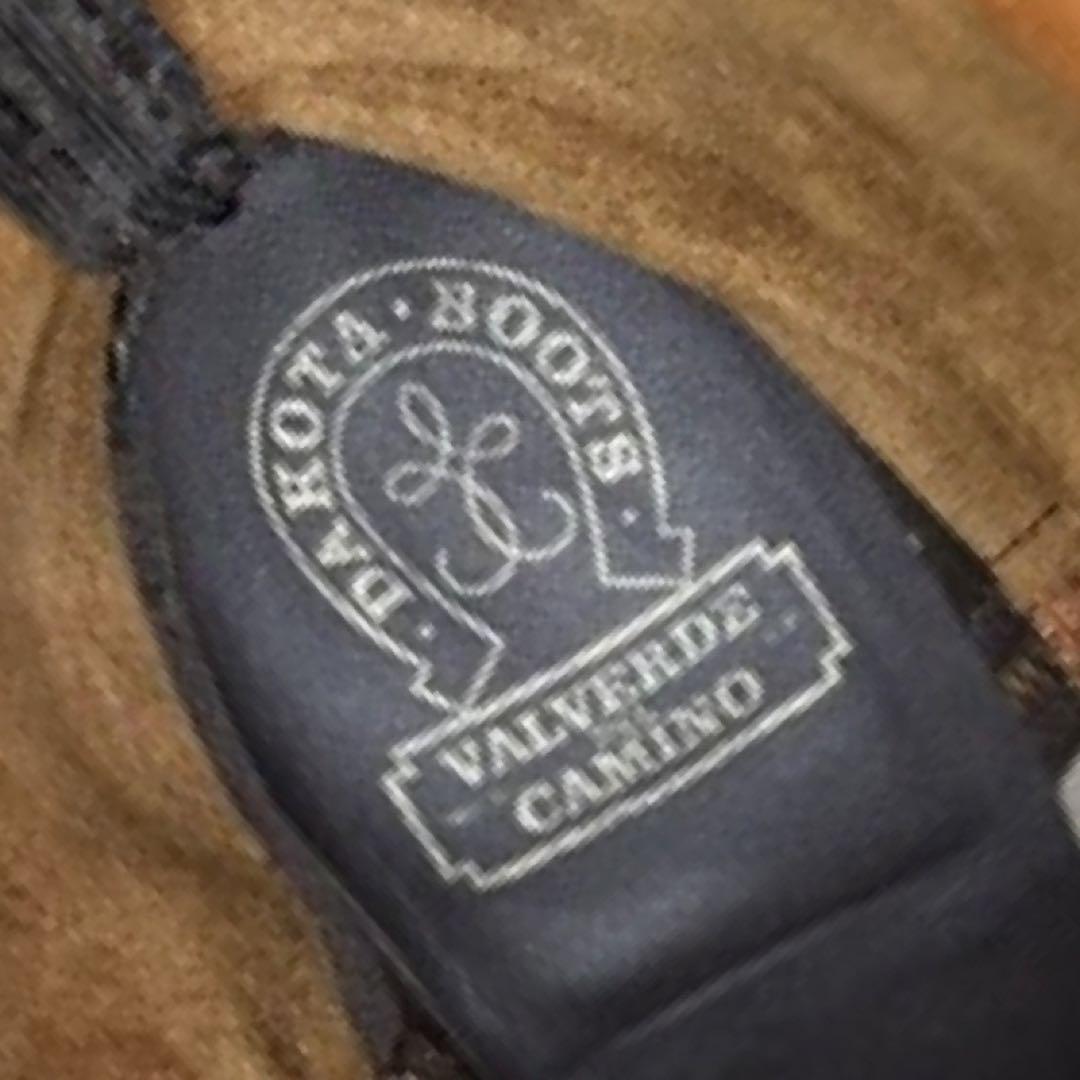 · DAKOTA · BOOTS ·
VALVERDE
CAMINO